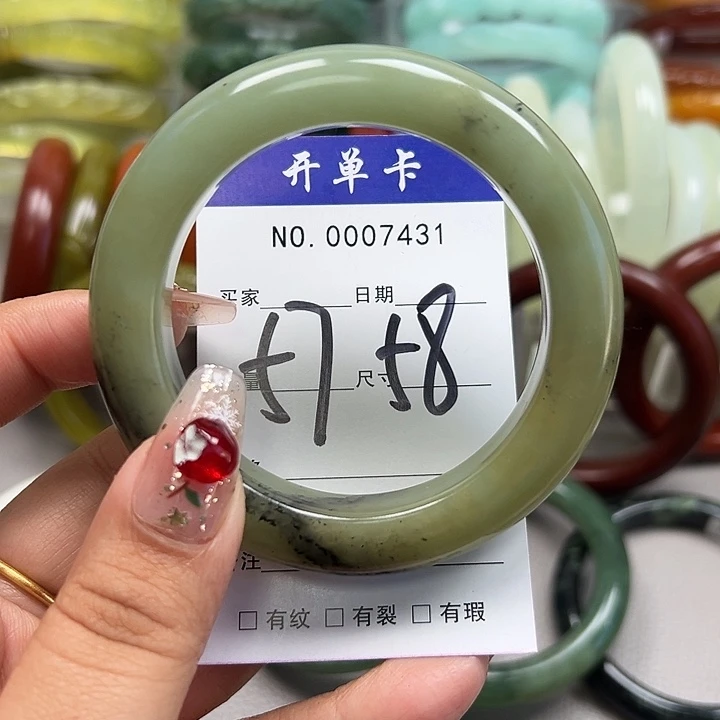 开单卡
NO. 0007431
买家 日期
57 58
量 尺寸
注
□有纹 □有裂 □有瑕